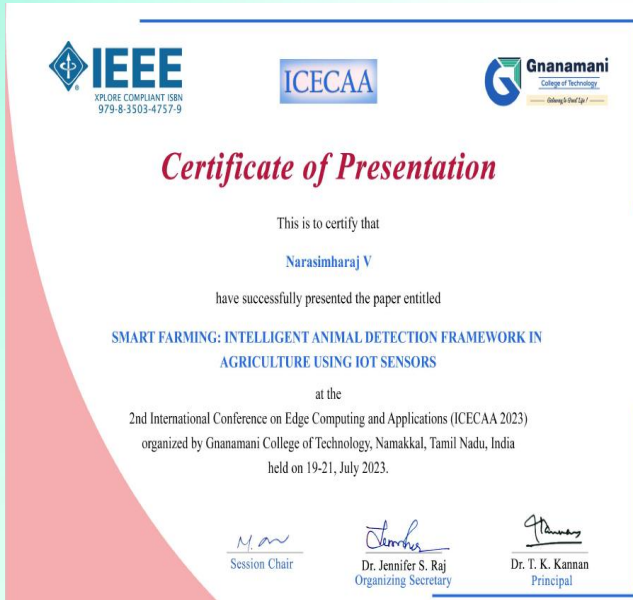 IEEE
XPLORE COMPLIANT ISBN
979-8-3503-4757-9
ICECAA
Gnanamani
College of Technology
Certificate of Presentation
This is to certify that
Narasimharaj V
have successfully presented the paper entitled
SMART FARMING: INTELLIGENT ANIMAL DETECTION FRAMEWORK IN
AGRICULTURE USING IOT SENSORS
at the
2nd International Conference on Edge Computing and Applications (ICECAA 2023)
organized by Gnanamani College of Technology, Namakkal, Tamil Nadu, India
held on 19-21, July 2023.
Session Chair
Dr. Jennifer S. Raj
Organizing Secretary
Dr. T. K. Kannan
Principal